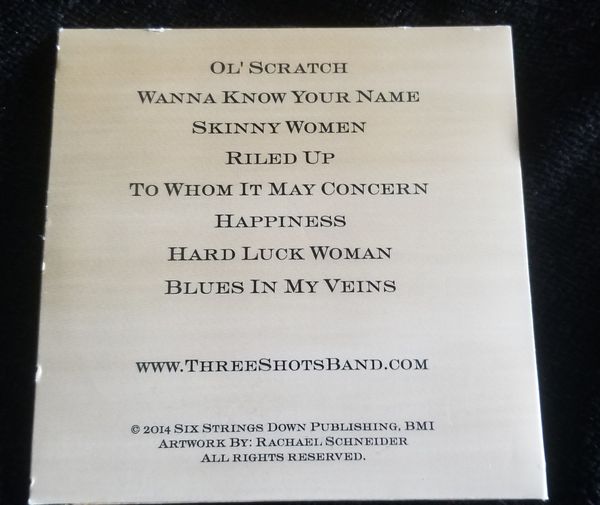 Ol' Scratch
Wanna Know Your Name
Skinny Women
Riled Up
To Whom It May Concern
Happiness
Hard Luck Woman
Blues In My Veins
www.ThreeShotsBand.com
© 2014 Six Strings Down Publishing, BMI
Artwork By: Rachael Schneider
all rights reserved.